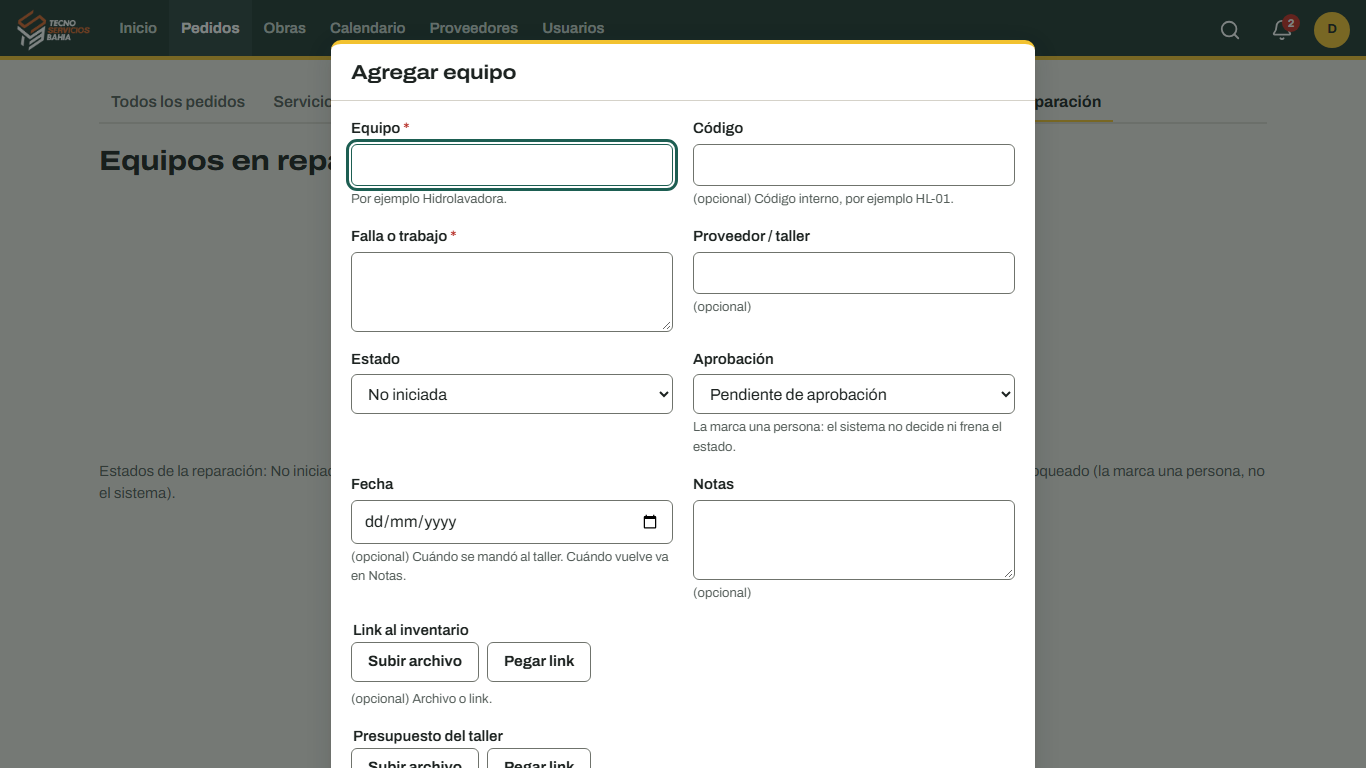 TECNO
SERVICIOS
BAHIA
Inicio
Pedidos
Obras
Calendario
Proveedores
Usuarios
2
D
Agregar equipo
Todos los pedidos
Servicio
paración
Equipos en repa
Equipo *
Código
Por ejemplo Hidrolavadora.
(opcional) Código interno, por ejemplo HL-01.
Falla o trabajo *
Proveedor / taller
(opcional)
Estado
Aprobación
No iniciada
Pendiente de aprobación
La marca una persona: el sistema no decide ni frena el
estado.
Estados de la reparación: No iniciad
oqueado (la marca una persona, no
el sistema).
Fecha
Notas
dd/mm/yyyy
(opcional) Cuándo se mandó al taller. Cuándo vuelve va
en Notas.
(opcional)
Link al inventario
Subir archivo
Pegar link
(opcional) Archivo o link.
Presupuesto del taller
Subir archivo
Pegar link